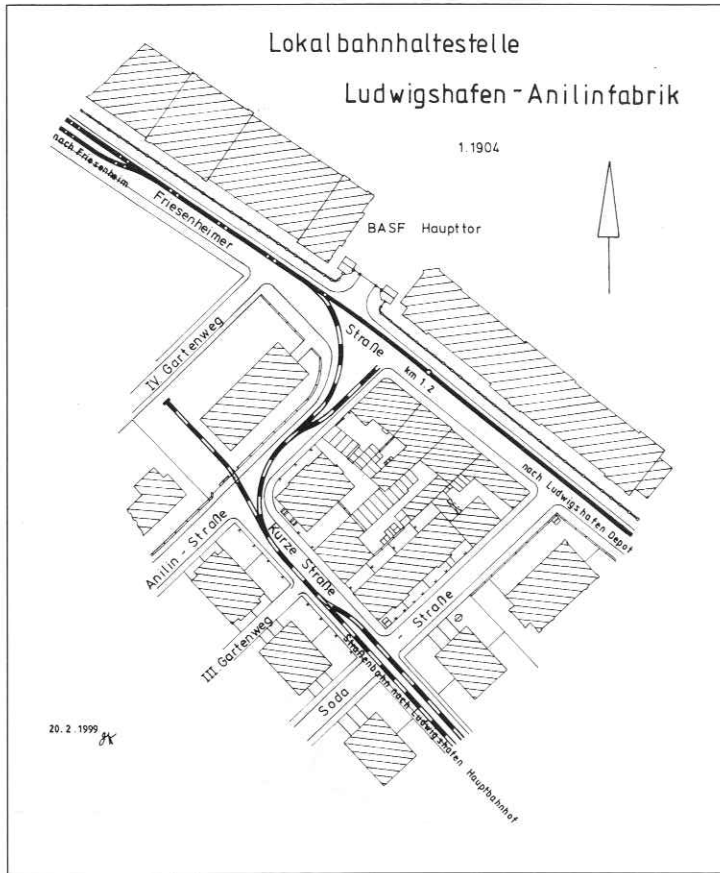 Lokalbahnhaltestelle
Ludwigshafen-Anilinfabrik
1.1904
nach Friesenheim
Friesenheimer
BASF Haupttor
Straße
km 1.2
IV Gartenweg
nach Ludwigshafen Depot
Anilin-Straße
Kurze Straße
Straße
III Gartenweg
Soda
Straßenbahn nach Ludwigshafen Hauptbahnhof
20.2.1999